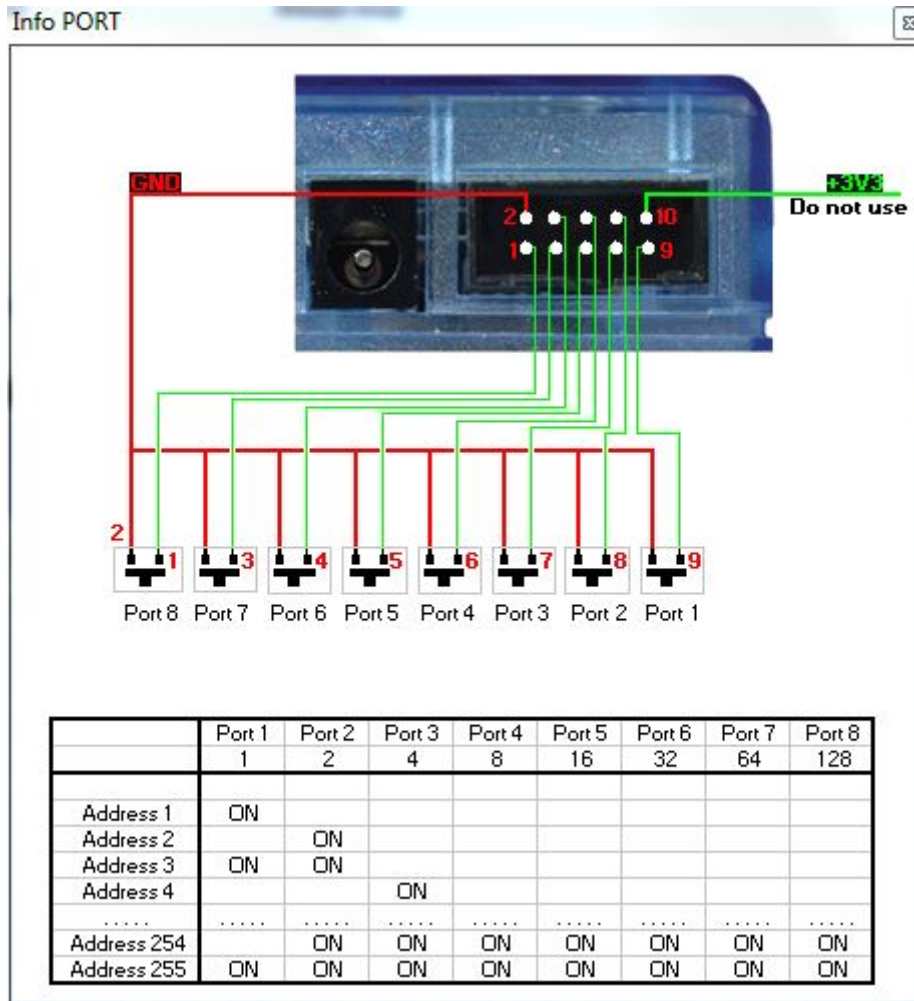 Info PORT
GND
+3V3
Do not use
2 10
1 9
2
1 3 4 5 6 7 8 9
Port 8 Port 7 Port 6 Port 5 Port 4 Port 3 Port 2 Port 1
Port 1 Port 2 Port 3 Port 4 Port 5 Port 6 Port 7 Port 8
1 2 4 8 16 32 64 128
Address 1 ON
Address 2 ON
Address 3 ON ON
Address 4 ON
..... ..... ..... ..... ..... ..... ..... ..... .....
Address 254 ON ON ON ON ON ON ON
Address 255 ON ON ON ON ON ON ON ON